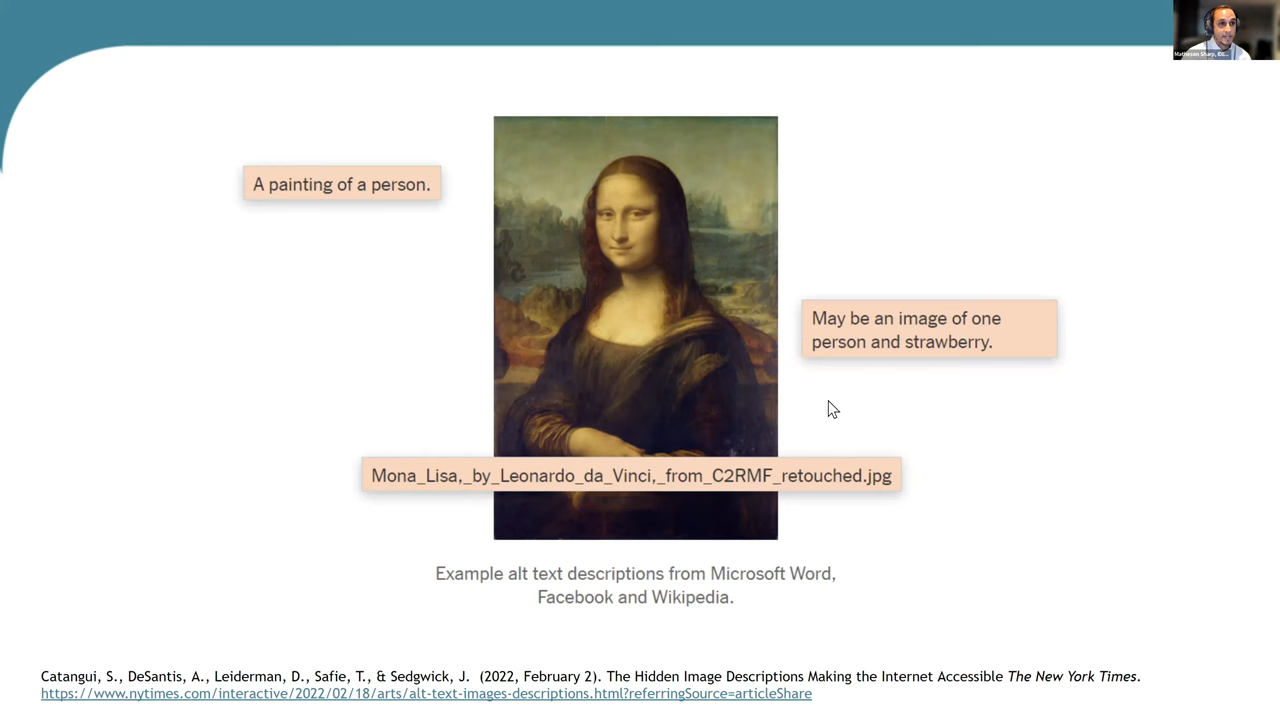 A painting of a person.
May be an image of one
person and strawberry.
Mona_Lisa,_by_Leonardo_da_Vinci,_from_C2RMF_retouched.jpg
Example alt text descriptions from Microsoft Word,
Facebook and Wikipedia.
Catangui, S., DeSantis, A., Leiderman, D., Safie, T., & Sedgwick, J. (2022, February 2). The Hidden Image Descriptions Making the Internet Accessible The New York Times.
https://www.nytimes.com/interactive/2022/02/18/arts/alt-text-images-descriptions.html?referringSource=articleShare